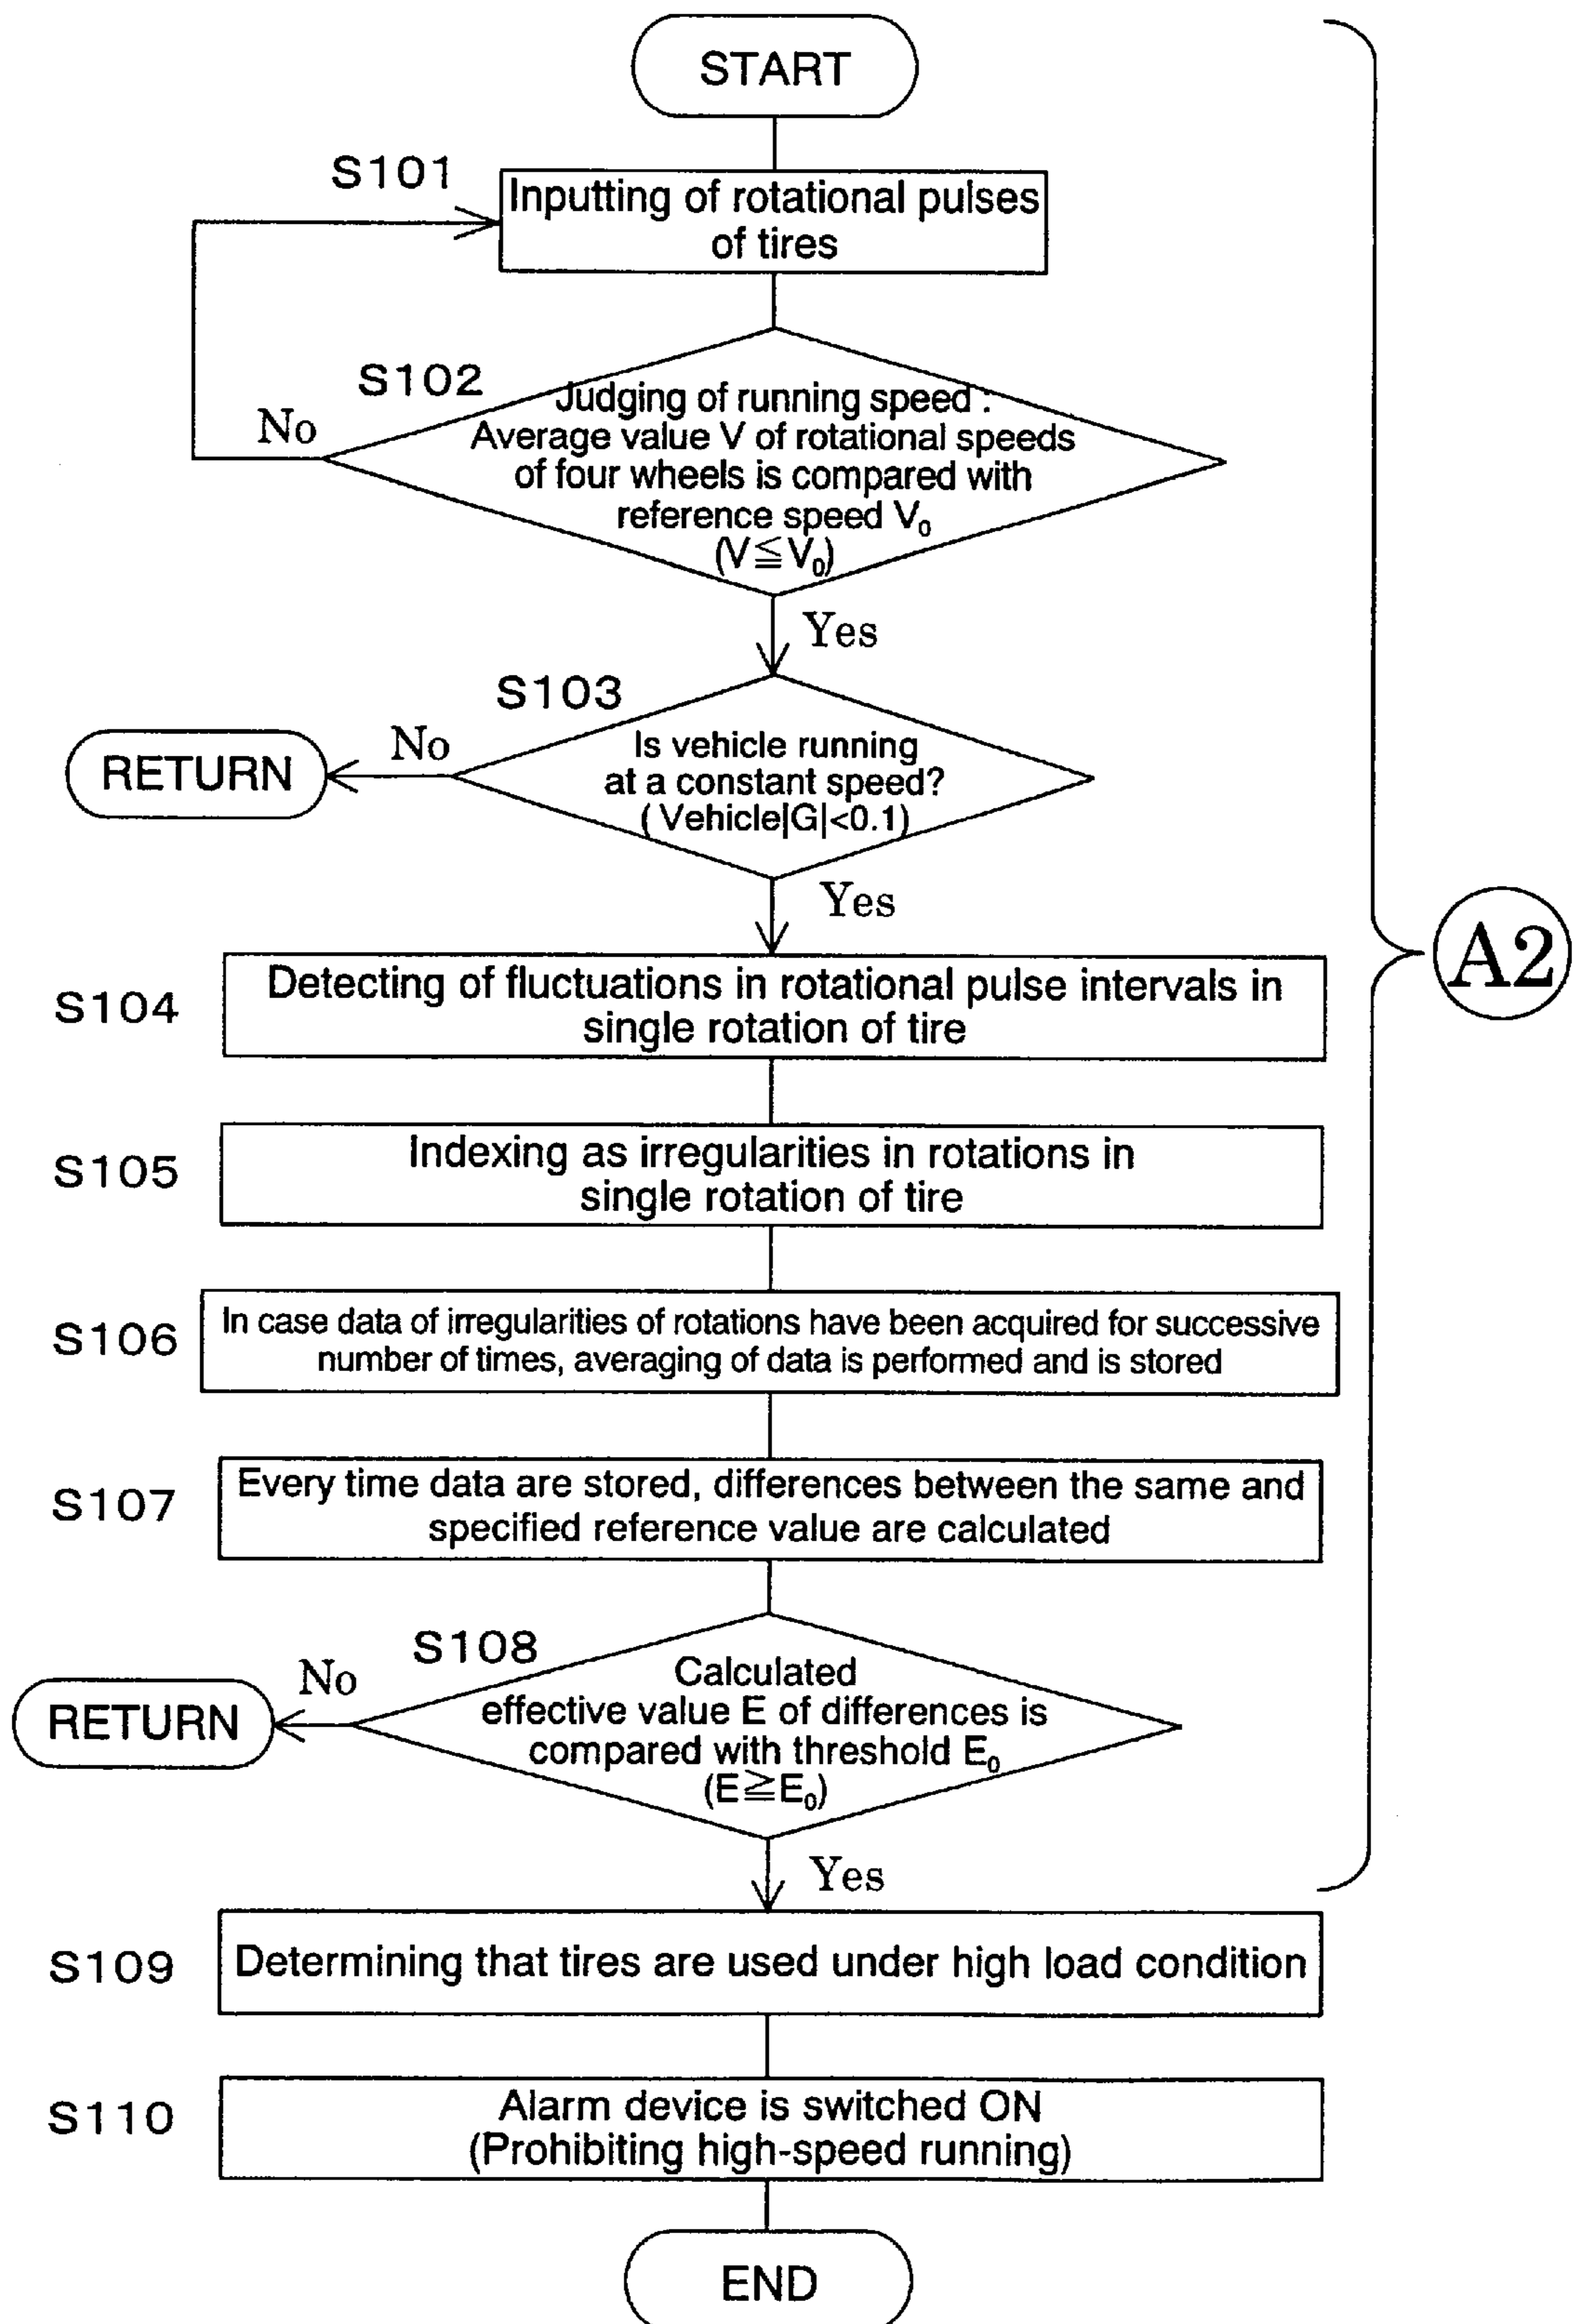 START
S101
Inputting of rotational pulses
of tires
S102
Judging of running speed :
No
Average value V of rotational speeds
of four wheels is compared with
reference speed V₀
(V≦V₀)
Yes
S103
No
Is vehicle running
RETURN
at a constant speed?
( Vehicle|G|<0.1)
Yes
A2
S104
Detecting of fluctuations in rotational pulse intervals in
single rotation of tire
S105
Indexing as irregularities in rotations in
single rotation of tire
S106
In case data of irregularities of rotations have been acquired for successive
number of times, averaging of data is performed and is stored
S107
Every time data are stored, differences between the same and
specified reference value are calculated
S108
No
Calculated
RETURN
effective value E of differences is
compared with threshold E₀
(E≧E₀)
Yes
S109
Determining that tires are used under high load condition
S110
Alarm device is switched ON
(Prohibiting high-speed running)
END